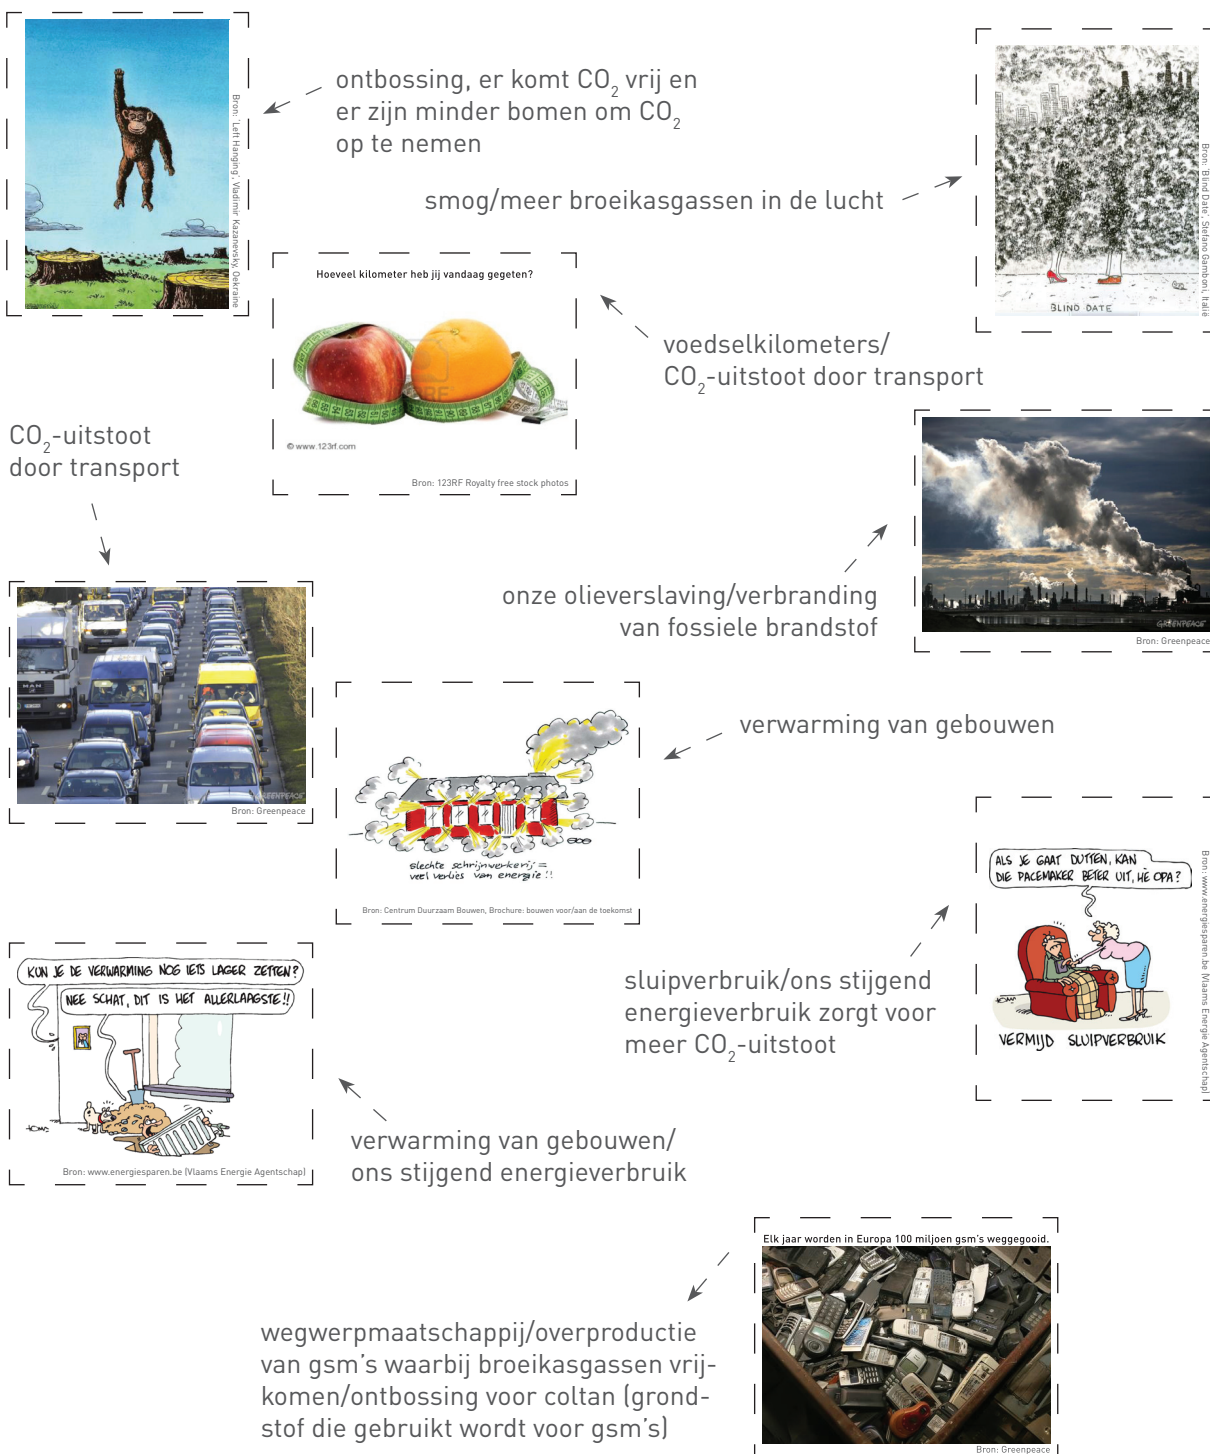 ontbossing, er komt CO₂ vrij en
er zijn minder bomen om CO₂
op te nemen
Bron: 'Left Hanging', Vladimir Kazanevsky, Oekraïne
smog/meer broeikasgassen in de lucht
BLIND DATE
Bron: 'Blind Date', Stefano Gamboni, Italië
Hoeveel kilometer heb jij vandaag gegeten?
© www.123rf.com
Bron: 123RF Royalty free stock photos
voedselkilometers/
CO₂-uitstoot door transport
CO₂-uitstoot
door transport
GREENPEACE
Bron: Greenpeace
onze olieverslaving/verbranding
van fossiele brandstof
MAN
GREENPEACE
Bron: Greenpeace
verwarming van gebouwen
slechte schrijnwerkerij =
veel verlies van energie !!
Bron: Centrum Duurzaam Bouwen, Brochure: bouwen voor/aan de toekomst
ALS JE GAAT DUTTEN, KAN
DIE PACEMAKER BETER UIT, HÈ OPA?
VERMIJD SLUIPVERBRUIK
Bron: www.energiesparen.be (Vlaams Energie Agentschap)
sluipverbruik/ons stijgend
energieverbruik zorgt voor
meer CO₂-uitstoot
KUN JE DE VERWARMING NOG IETS LAGER ZETTEN?
NEE SCHAT, DIT IS HET ALLERLAAGSTE!!
Bron: www.energiesparen.be (Vlaams Energie Agentschap)
verwarming van gebouwen/
ons stijgend energieverbruik
Elk jaar worden in Europa 100 miljoen gsm's weggegooid.
wegwerpmaatschappij/overproductie
van gsm's waarbij broeikasgassen vrij-
komen/ontbossing voor coltan (grond-
stof die gebruikt wordt voor gsm's)
Bron: Greenpeace